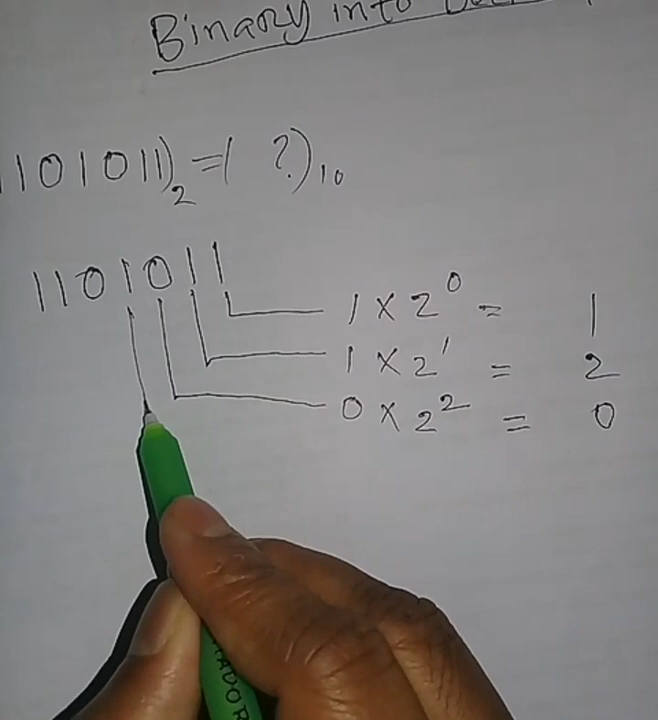 Binary into
1101011)₂ = ( ?)₁₀
1101011
1 x 2⁰ = 1
1 x 2¹ = 2
0 x 2² = 0